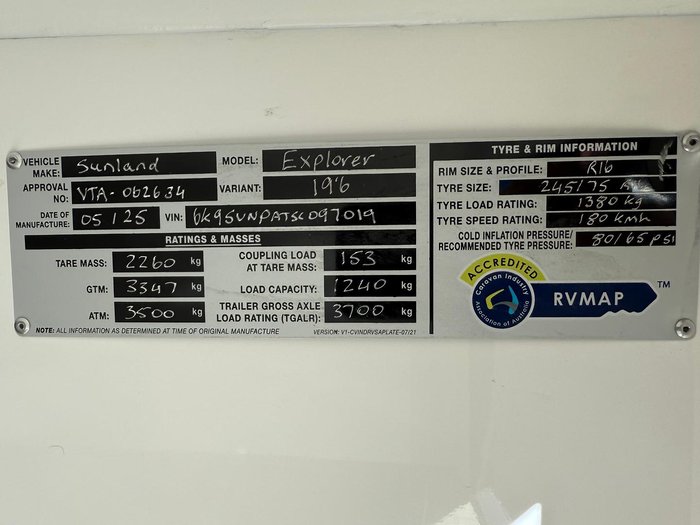 VEHICLE MAKE: Sunland MODEL: Explorer
APPROVAL NO: VTA-062634 VARIANT: 19'6
DATE OF MANUFACTURE: 05/25 VIN: 6K95VNPATSC097019
RATINGS & MASSES
TARE MASS: 2260 kg COUPLING LOAD AT TARE MASS: 153 kg
GTM: 3347 kg LOAD CAPACITY: 1240 kg
ATM: 3500 kg TRAILER GROSS AXLE LOAD RATING (TGALR): 3700 kg
NOTE: ALL INFORMATION AS DETERMINED AT TIME OF ORIGINAL MANUFACTURE VERSION: V1-CVINDRVSAPLATE-07/21
TYRE & RIM INFORMATION
RIM SIZE & PROFILE: R16
TYRE SIZE: 245/75
TYRE LOAD RATING: 1380 kg
TYRE SPEED RATING: 180 kmh
COLD INFLATION PRESSURE/
RECOMMENDED TYRE PRESSURE: 80/65 psi
ACCREDITED
Caravan Industry
Association of Australia
RVMAP TM